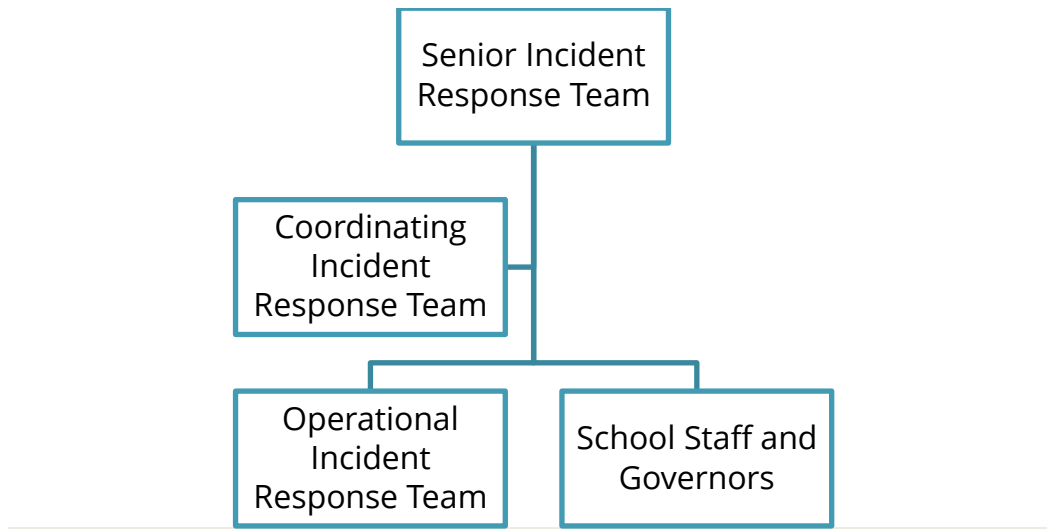 Senior Incident
Response Team
Coordinating
Incident
Response Team
Operational
Incident
Response Team
School Staff and
Governors